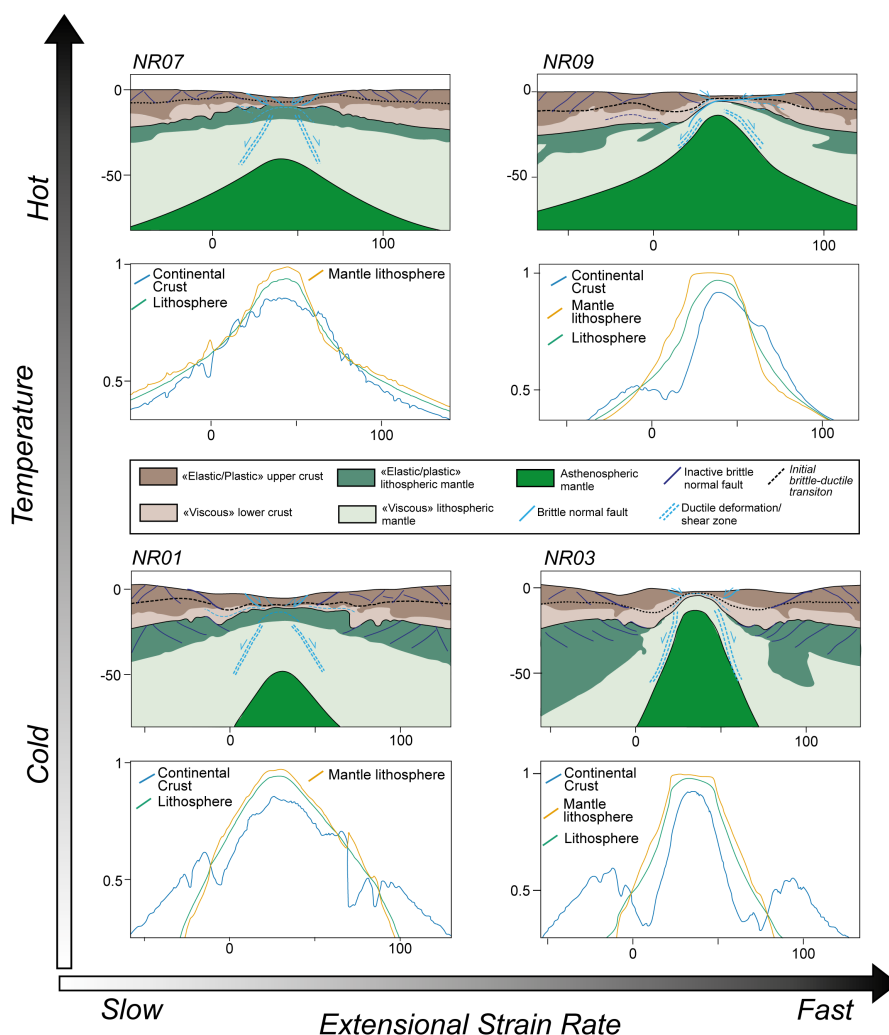 NR07
NR09
0
-50
0
100
0
-50
0
100
1
0.5
Continental
Crust
Lithosphere
Mantle lithosphere
0
100
1
0.5
Continental
Crust
Mantle
lithosphere
Lithosphere
0
50
100
«Elastic/Plastic» upper crust
«Elastic/plastic»
lithospheric mantle
Asthenospheric
mantle
Inactive brittle
normal fault
Initial
brittle-ductile
transiton
«Viscous» lower crust
«Viscous» lithospheric
mantle
Brittle normal fault
Ductile deformation/
shear zone
NR01
NR03
0
-50
0
100
0
-50
0
100
1
0.5
Continental
Crust
Lithosphere
Mantle lithosphere
0
100
1
0.5
Continental
Crust
Mantle
lithosphere
Lithosphere
0
100
Hot
Temperature
Cold
Slow
Extensional Strain Rate
Fast